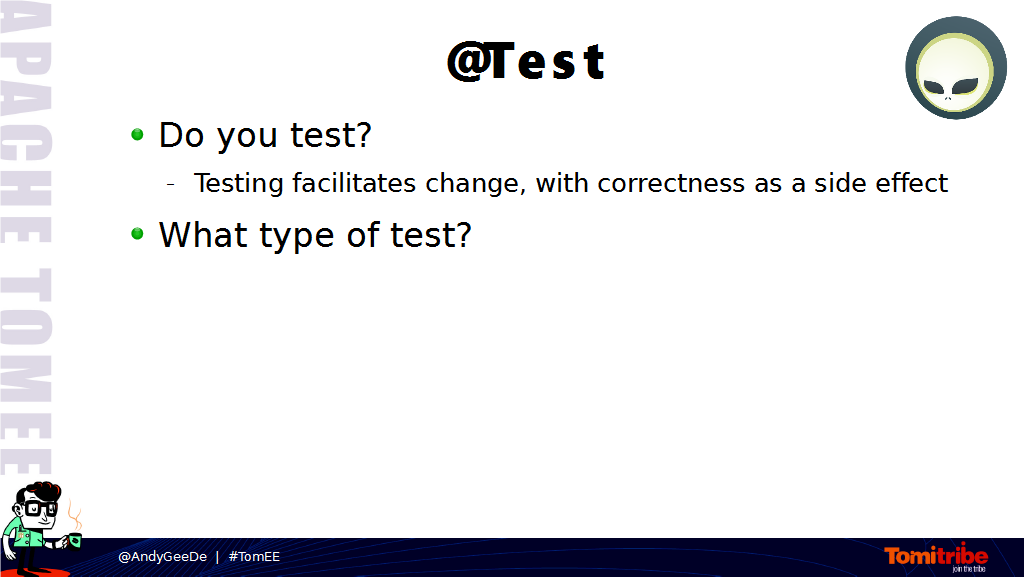 @Test
Do you test?
- Testing facilitates change, with correctness as a side effect
What type of test?
APACHE TOMEE
@AndyGeeDe | #TomEE
Tomitribe
join the tribe